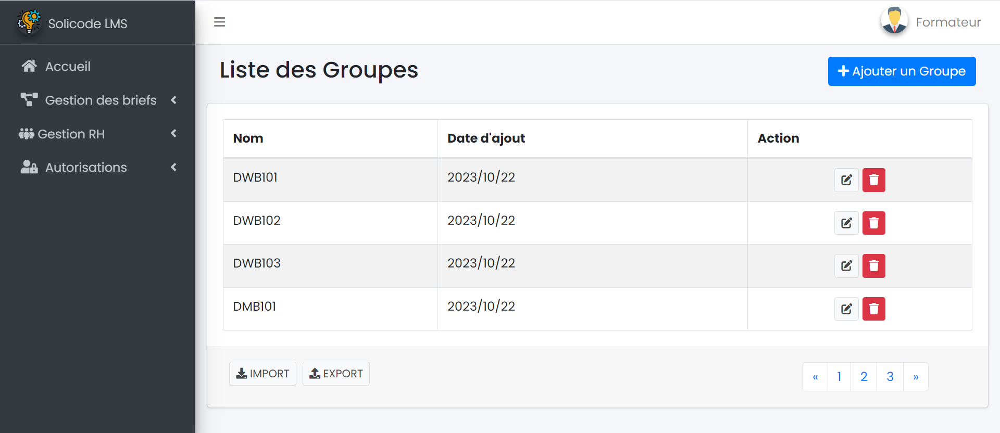 Solicode LMS
Formateur
Accueil
Gestion des briefs
Gestion RH
Autorisations
Liste des Groupes
Ajouter un Groupe
Nom Date d'ajout Action
DWB101 2023/10/22
DWB102 2023/10/22
DWB103 2023/10/22
DMB101 2023/10/22
IMPORT EXPORT
« 1 2 3 »